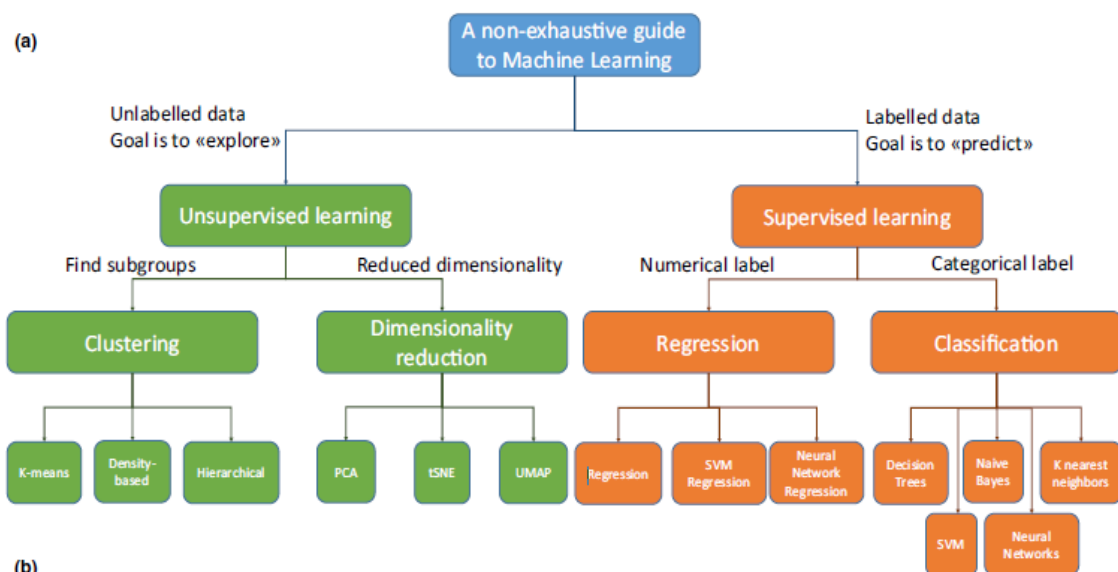 (a)
A non-exhaustive guide
to Machine Learning
Unlabelled data
Goal is to «explore»
Labelled data
Goal is to «predict»
Unsupervised learning
Supervised learning
Find subgroups
Reduced dimensionality
Numerical label
Categorical label
Clustering
Dimensionality
reduction
Regression
Classification
K-means
Density-
based
Hierarchical
PCA
tSNE
UMAP
Regression
SVM
Regression
Neural
Network
Regression
Decision
Trees
Naive
Bayes
K nearest
neighbors
SVM
Neural
Networks
(b)